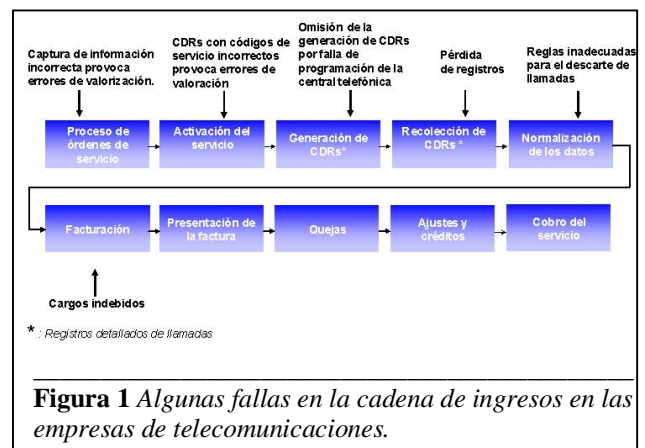 Captura de información
incorrecta provoca
errores de valorización.
CDRs con códigos de
servicio incorrectos
provoca errores de
valoración
Omisión de la
generación de CDRs
por falla de
programación de la
central telefónica
Pérdida
de registros
Reglas inadecuadas
para el descarte de
llamadas
Proceso de
órdenes de
servicio
Activación del
servicio
Generación de
CDRs*
Recolección de
CDRs *
Normalización
de los datos
Facturación
Presentación de
la factura
Quejas
Ajustes y
créditos
Cobro del
servicio
Cargos indebidos
* : Registros detallados de llamadas
Figura 1 Algunas fallas en la cadena de ingresos en las
empresas de telecomunicaciones.